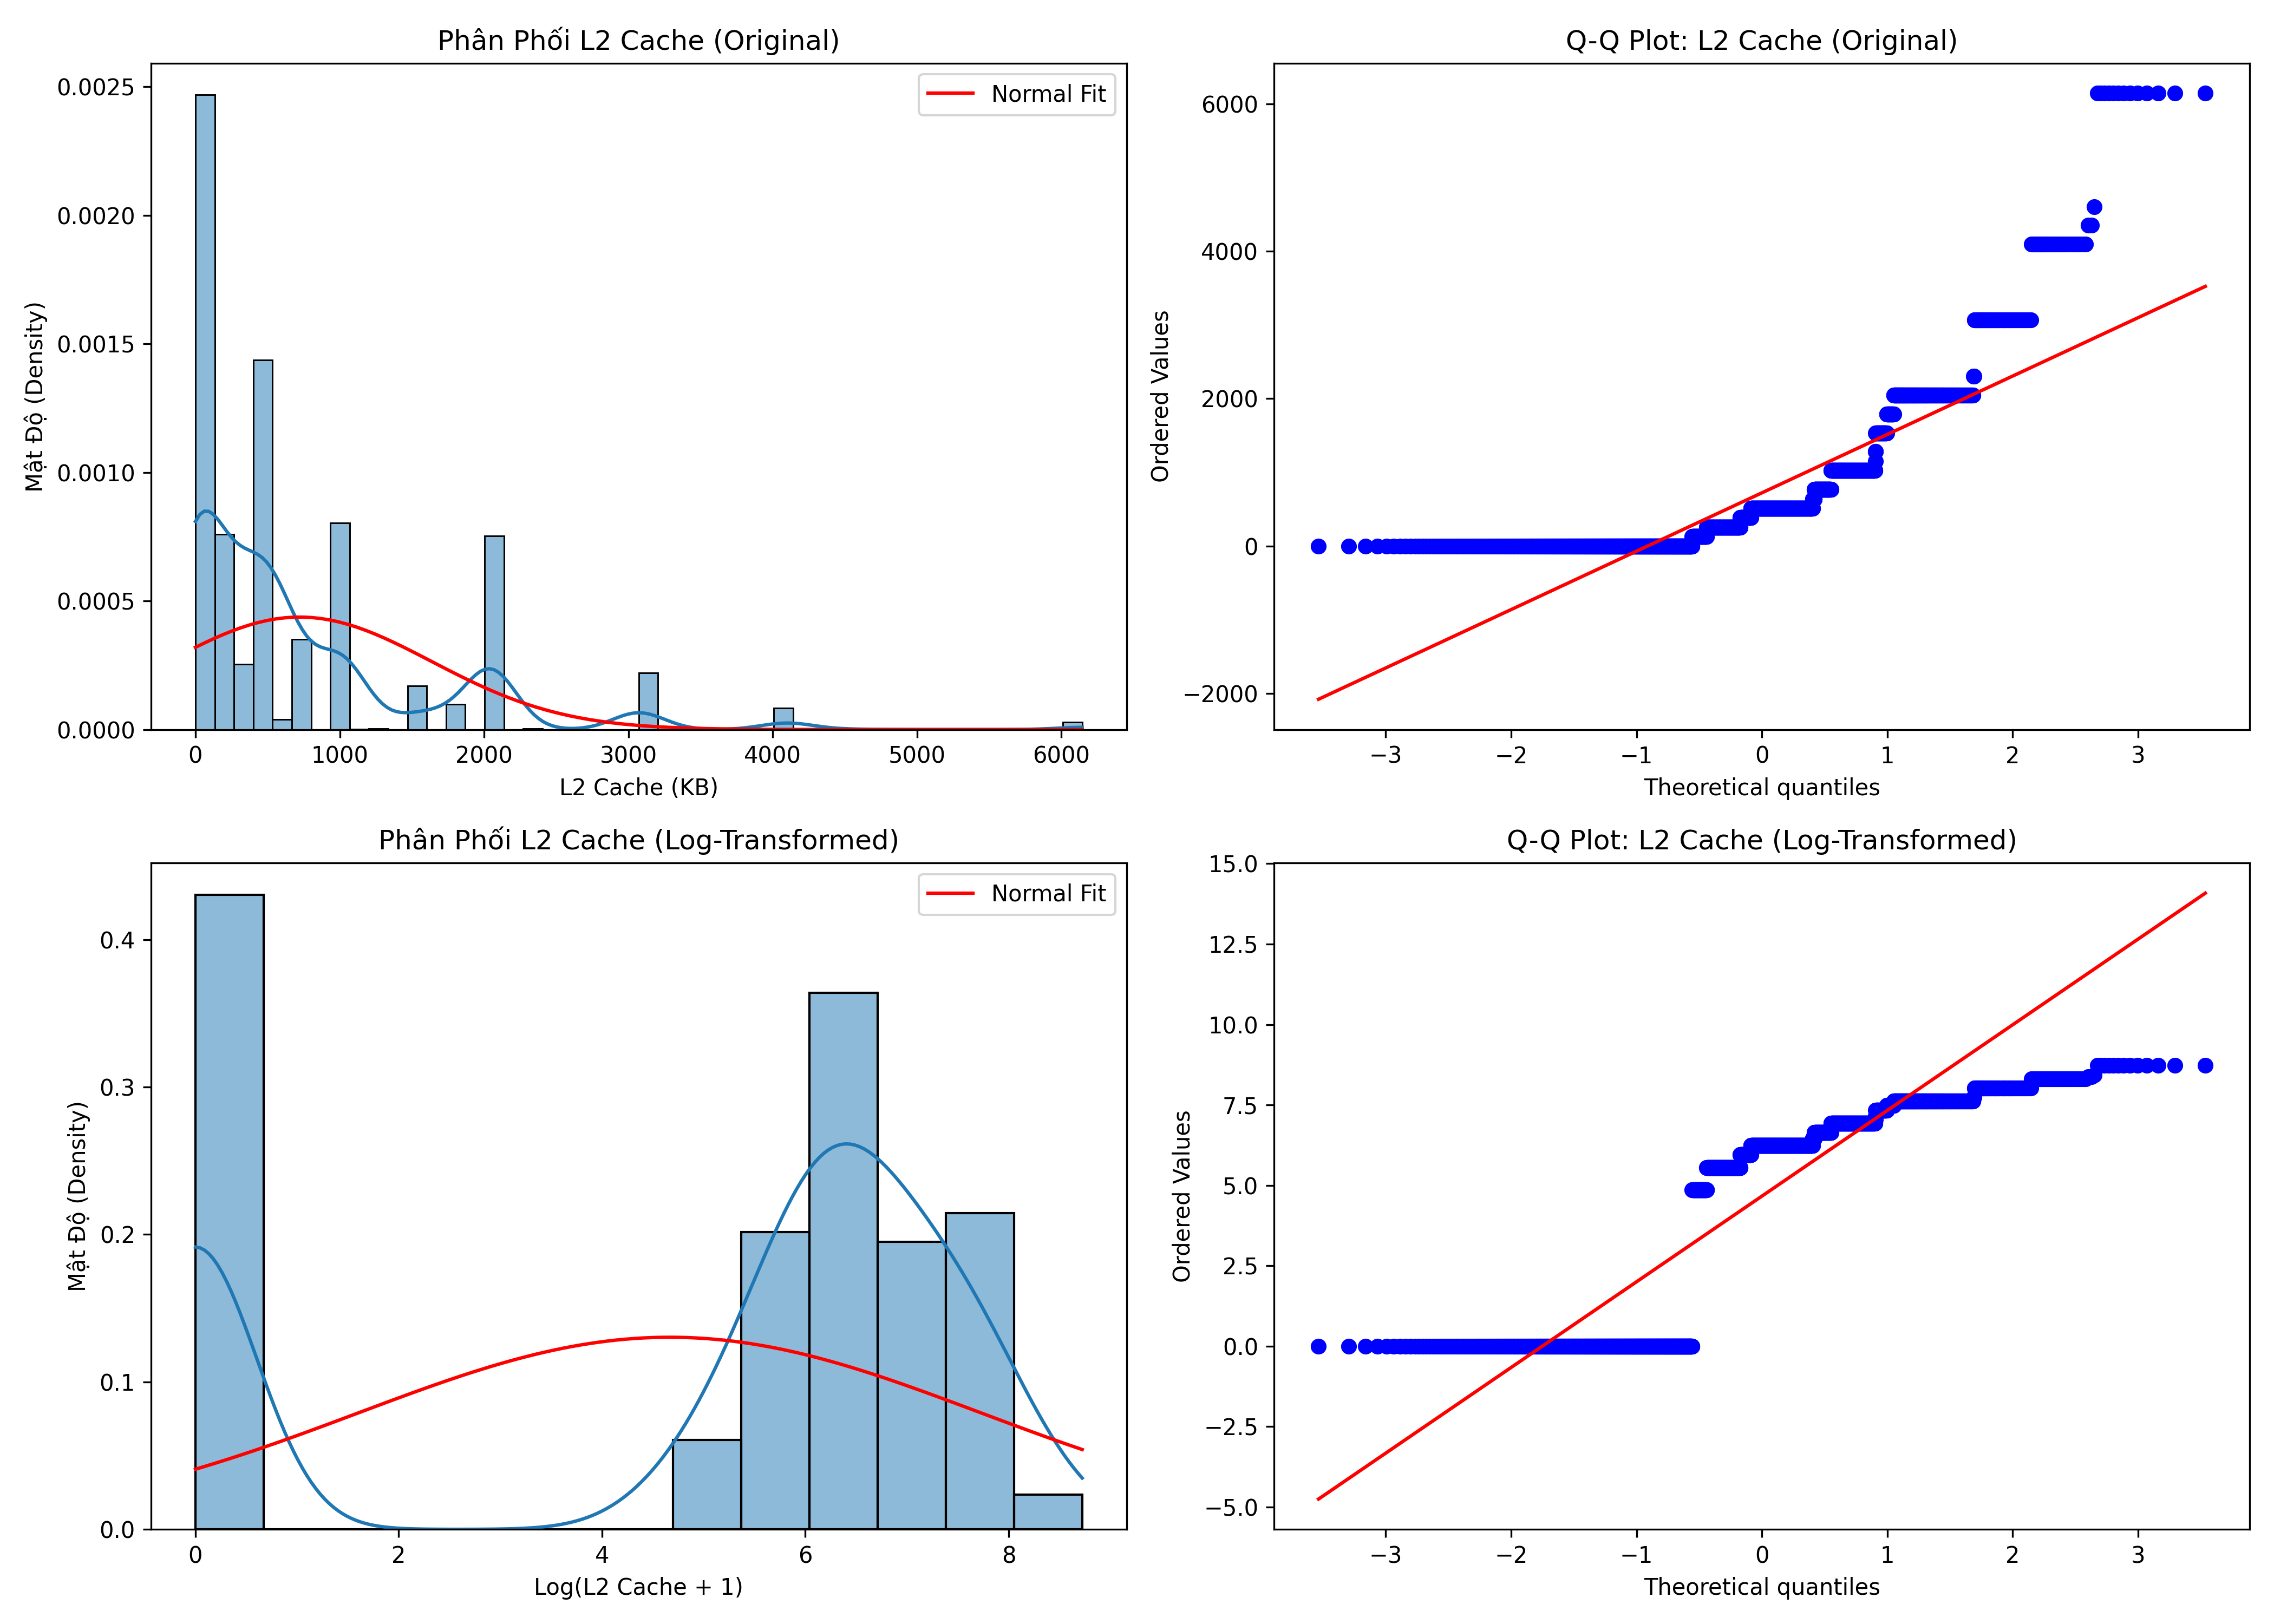 Phân Phối L2 Cache (Original)
Normal Fit
Mật Độ (Density)
0.0025
0.0020
0.0015
0.0010
0.0005
0.0000
0 1000 2000 3000 4000 5000 6000
L2 Cache (KB)
Q-Q Plot: L2 Cache (Original)
Ordered Values
6000
4000
2000
0
−2000
−3 −2 −1 0 1 2 3
Theoretical quantiles
Phân Phối L2 Cache (Log-Transformed)
Normal Fit
Mật Độ (Density)
0.4
0.3
0.2
0.1
0.0
0 2 4 6 8
Log(L2 Cache + 1)
Q-Q Plot: L2 Cache (Log-Transformed)
Ordered Values
15.0
12.5
10.0
7.5
5.0
2.5
0.0
−2.5
−5.0
−3 −2 −1 0 1 2 3
Theoretical quantiles